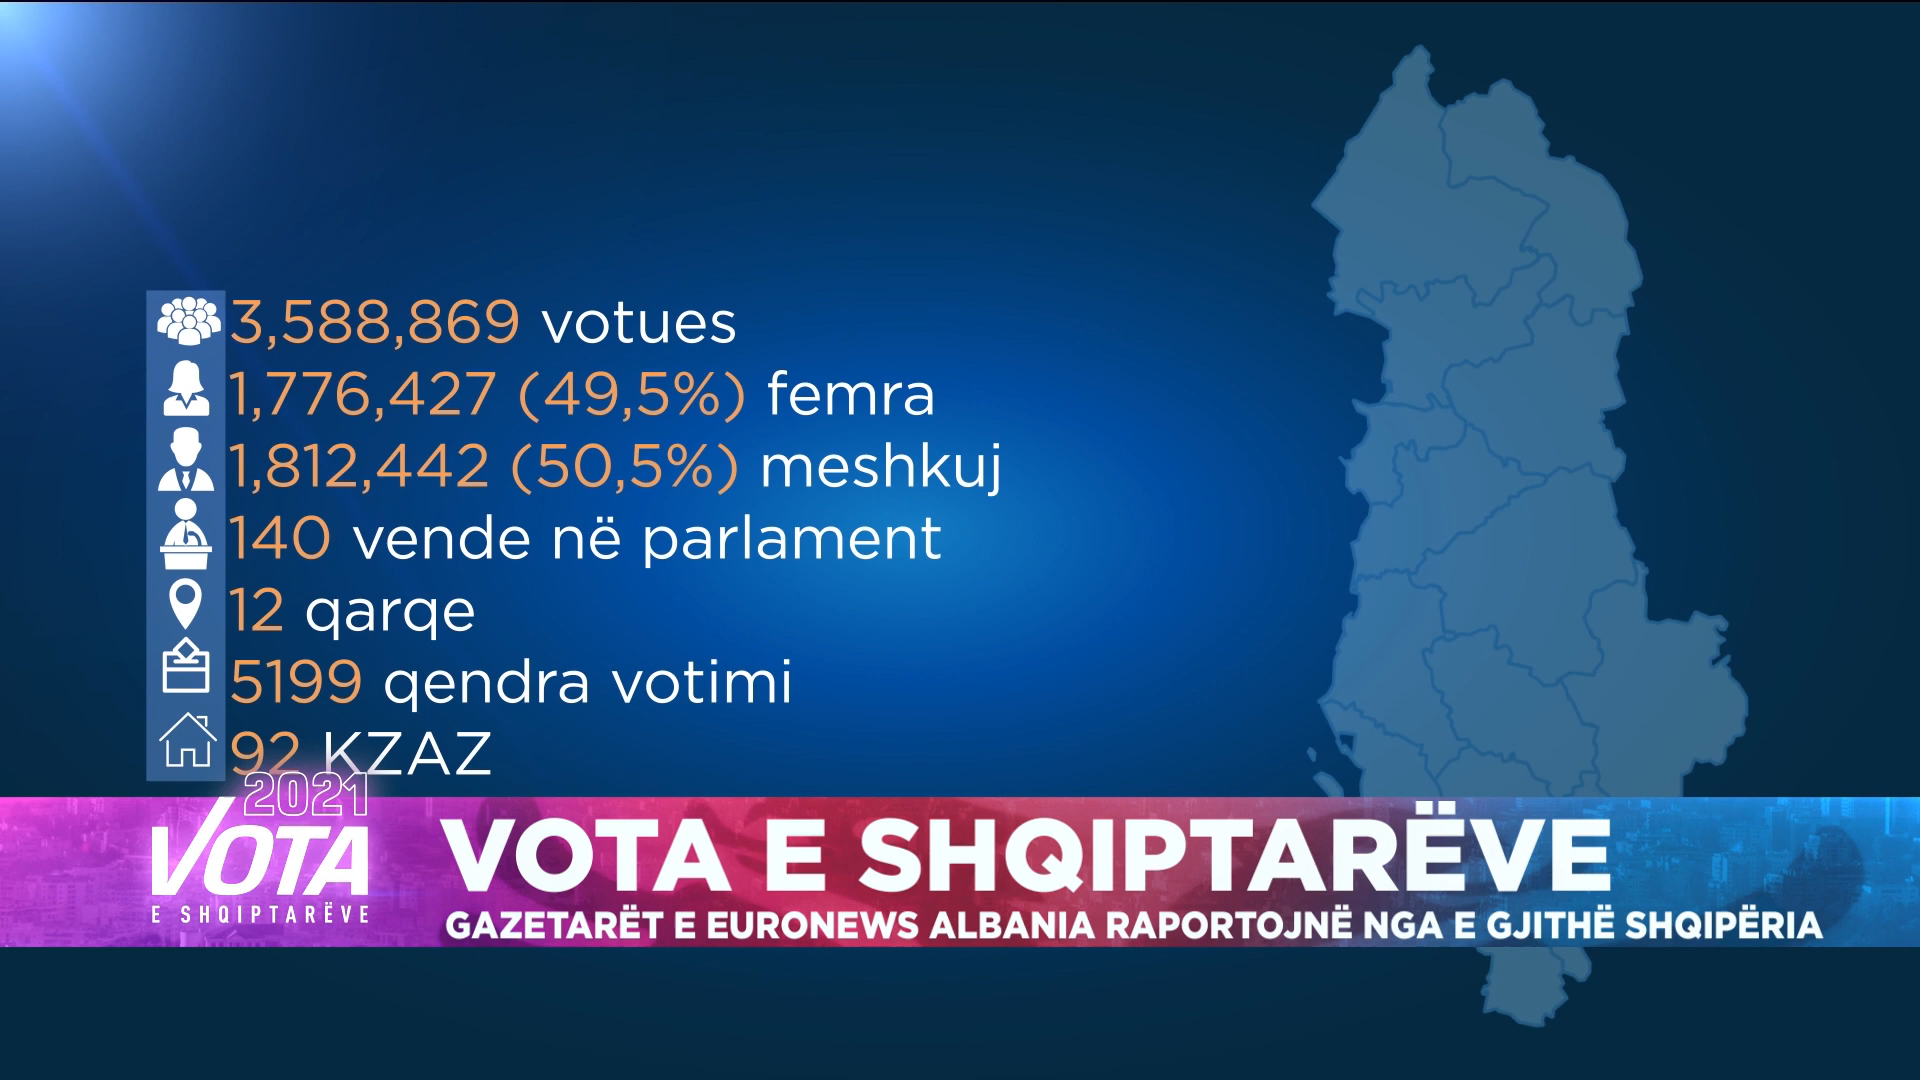 3,588,869 votues
1,776,427 (49,5%) femra
1,812,442 (50,5%) meshkuj
140 vende në parlament
12 qarqe
5199 qendra votimi
92 KZAZ
2021
VOTA
E SHQIPTARËVE
VOTA E SHQIPTARËVE
GAZETARËT E EURONEWS ALBANIA RAPORTOJNË NGA E GJITHË SHQIPËRIA